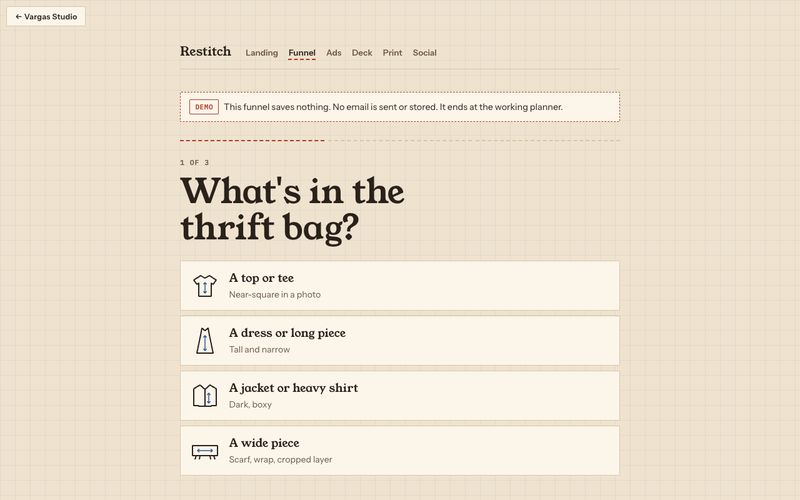 ← Vargas Studio
Restitch Landing Funnel Ads Deck Print Social
DEMO This funnel saves nothing. No email is sent or stored. It ends at the working planner.
1 OF 3
What's in the
thrift bag?
A top or tee
Near-square in a photo
A dress or long piece
Tall and narrow
A jacket or heavy shirt
Dark, boxy
A wide piece
Scarf, wrap, cropped layer